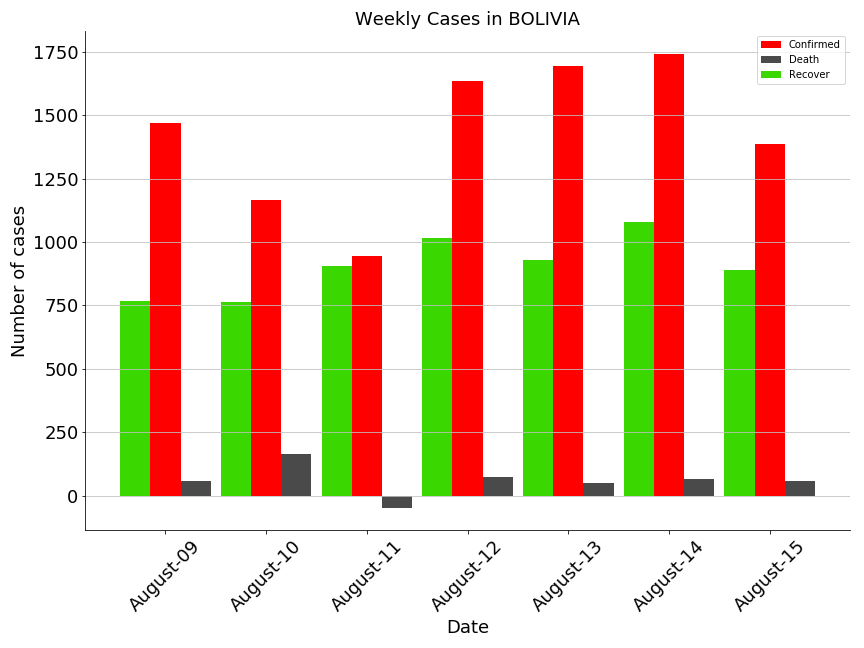 Weekly Cases in BOLIVIA
Confirmed
Death
Recover
Number of cases
1750
1500
1250
1000
750
500
250
0
August-09
August-10
August-11
August-12
August-13
August-14
August-15
Date